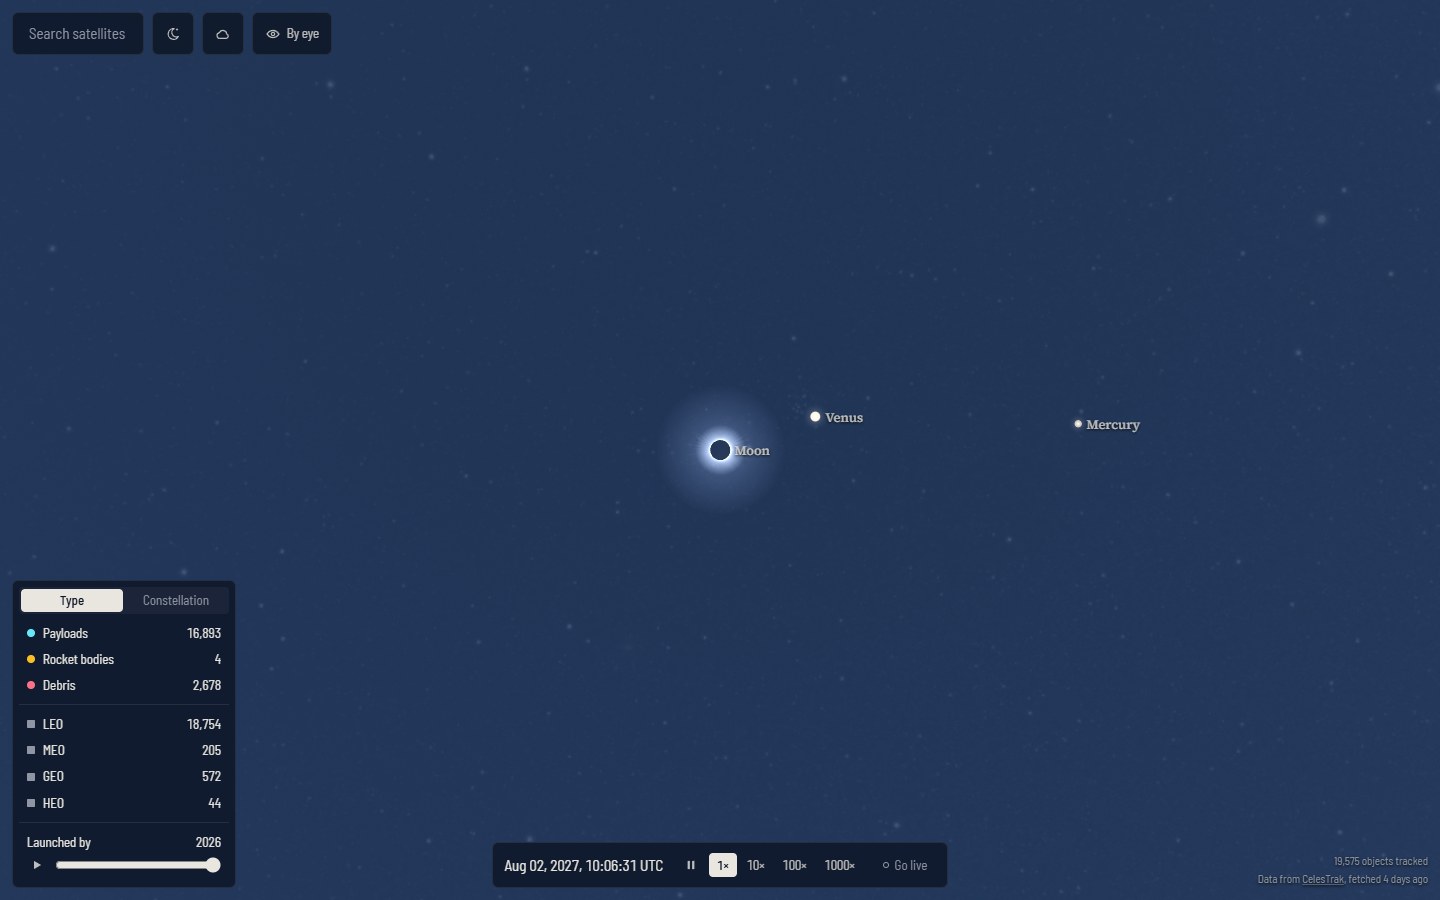 Search satellites
By eye
Venus
Mercury
Moon
Type Constellation
Payloads 16,893
Rocket bodies 4
Debris 2,678
LEO 18,754
MEO 205
GEO 572
HEO 44
Launched by 2026
Aug 02, 2027, 10:06:31 UTC 1× 10× 100× 1000× Go live
19,575 objects tracked
Data from CelesTrak, fetched 4 days ago